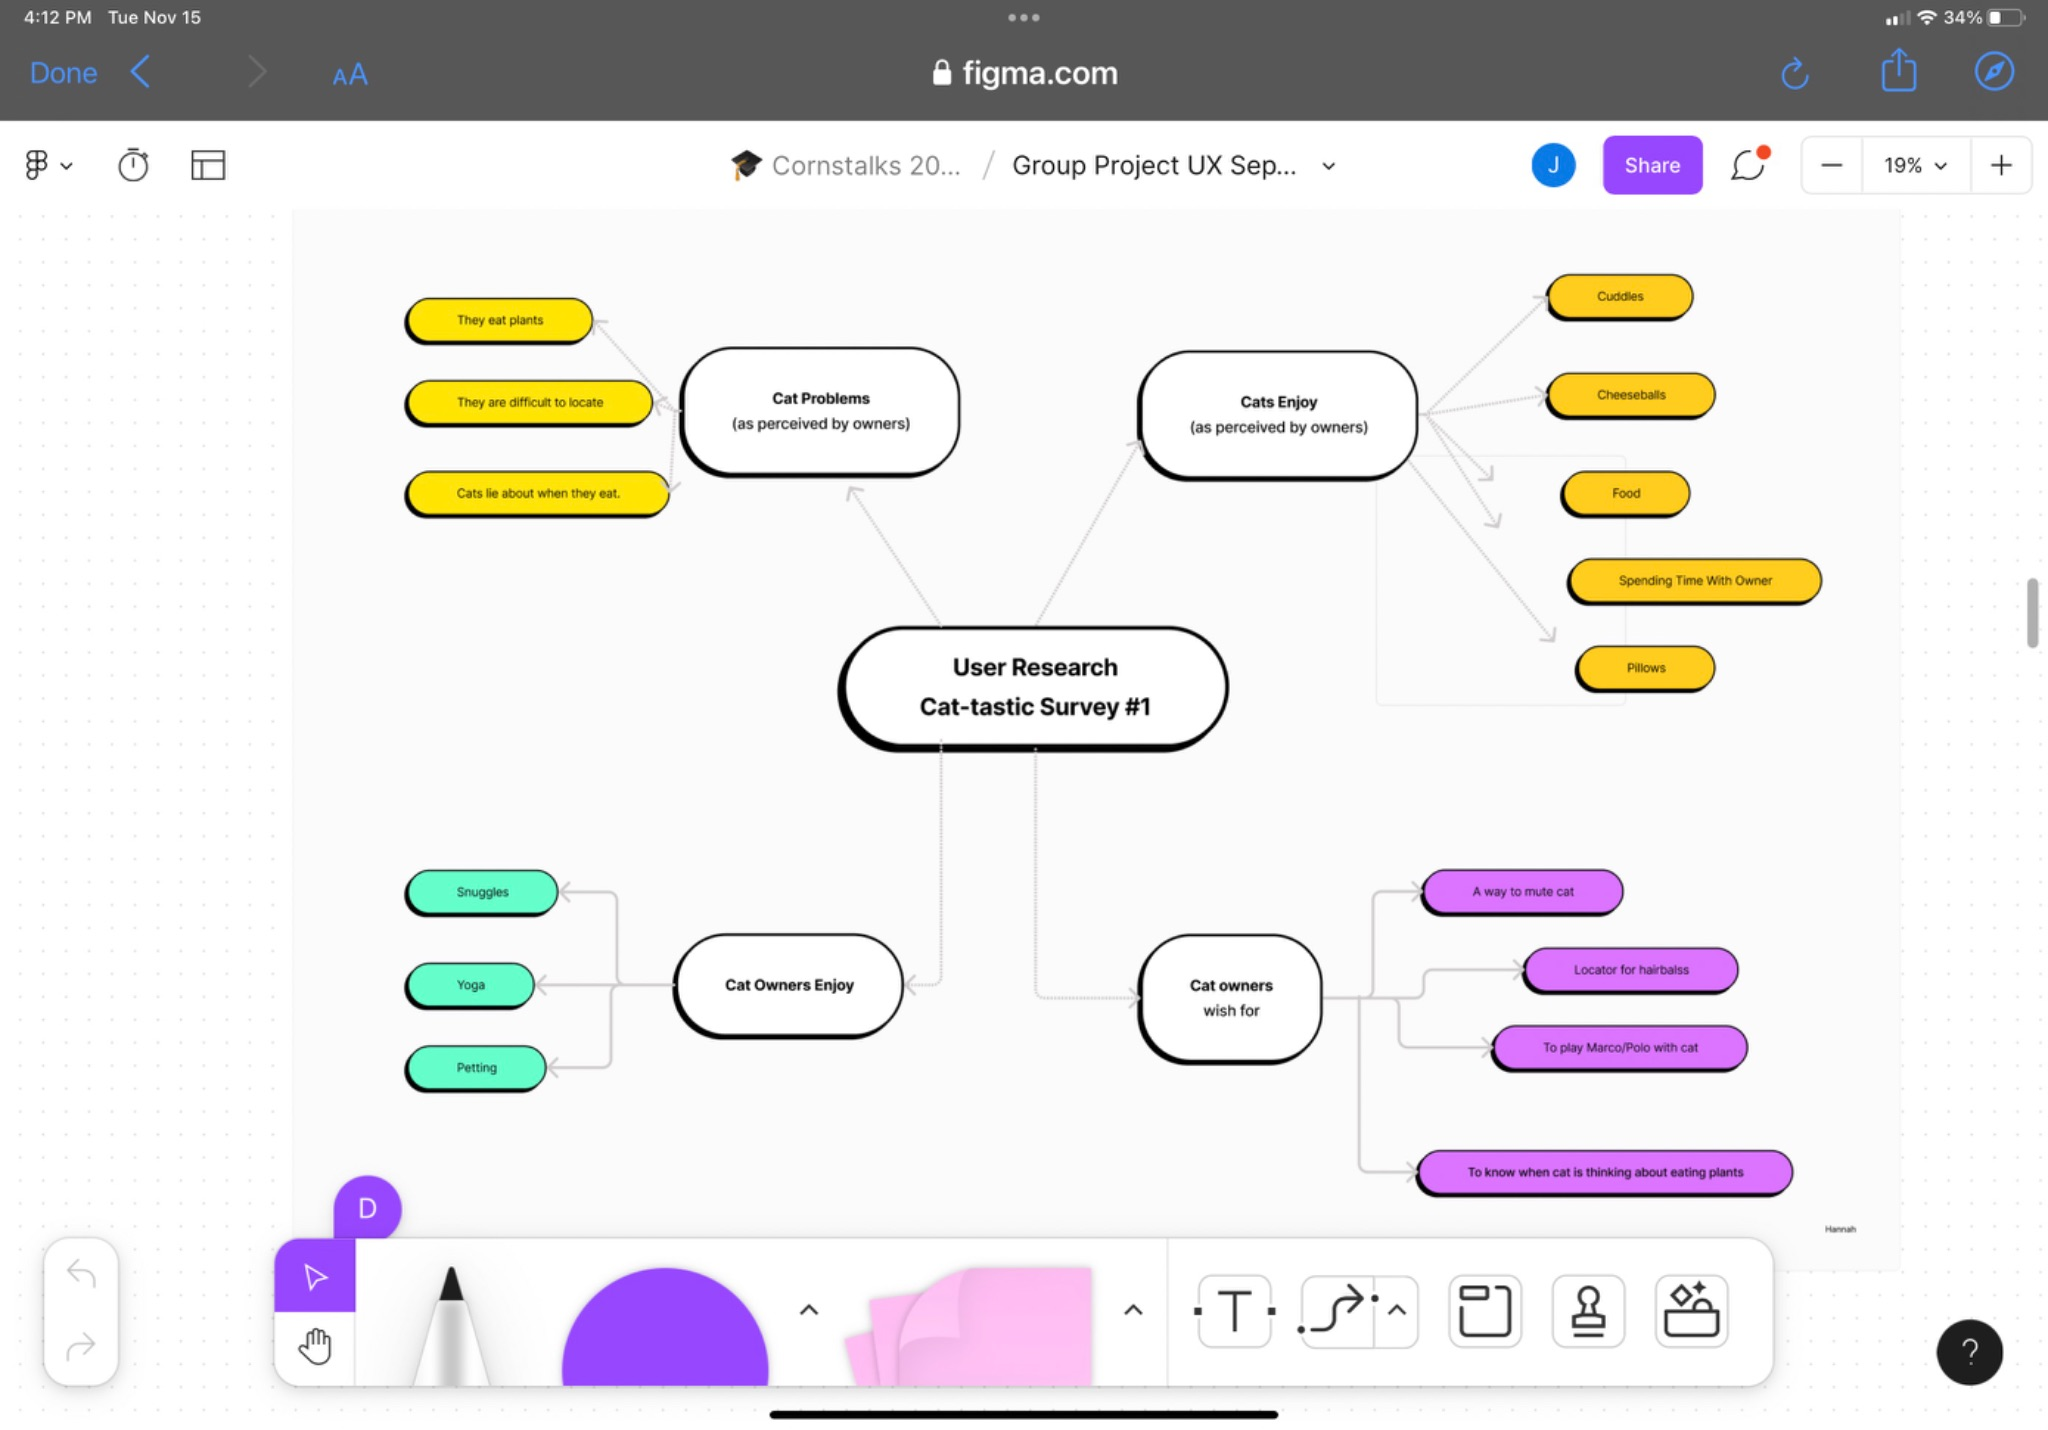 4:12 PM Tue Nov 15
34%
Done
AA
figma.com
Cornstalks 20... / Group Project UX Sep...
J
Share
19%
They eat plants
They are difficult to locate
Cats lie about when they eat.
Cat Problems
(as perceived by owners)
Cats Enjoy
(as perceived by owners)
Cuddles
Cheeseballs
Food
Spending Time With Owner
Pillows
User Research
Cat-tastic Survey #1
Snuggles
Yoga
Petting
Cat Owners Enjoy
Cat owners
wish for
A way to mute cat
Locator for hairbalss
To play Marco/Polo with cat
To know when cat is thinking about eating plants
Hannah
D
T
?